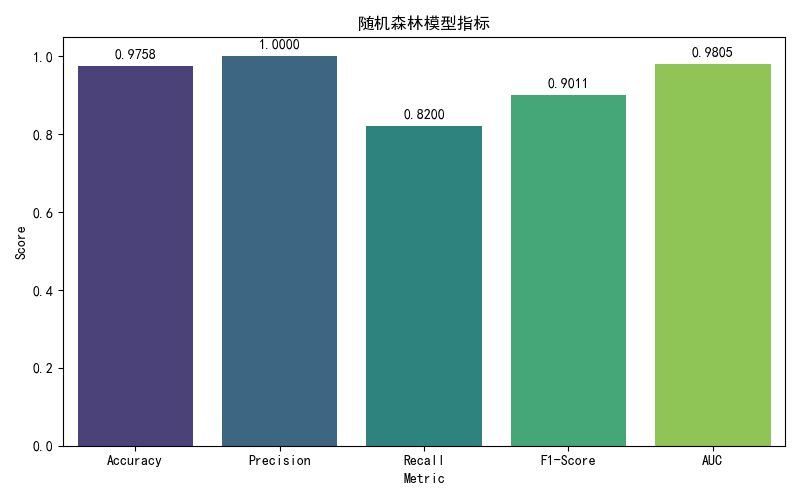 随机森林模型指标
1.0000
0.9758
0.9805
0.9011
0.8200
1.0
0.8
0.6
0.4
0.2
0.0
Score
Accuracy Precision Recall F1-Score AUC
Metric